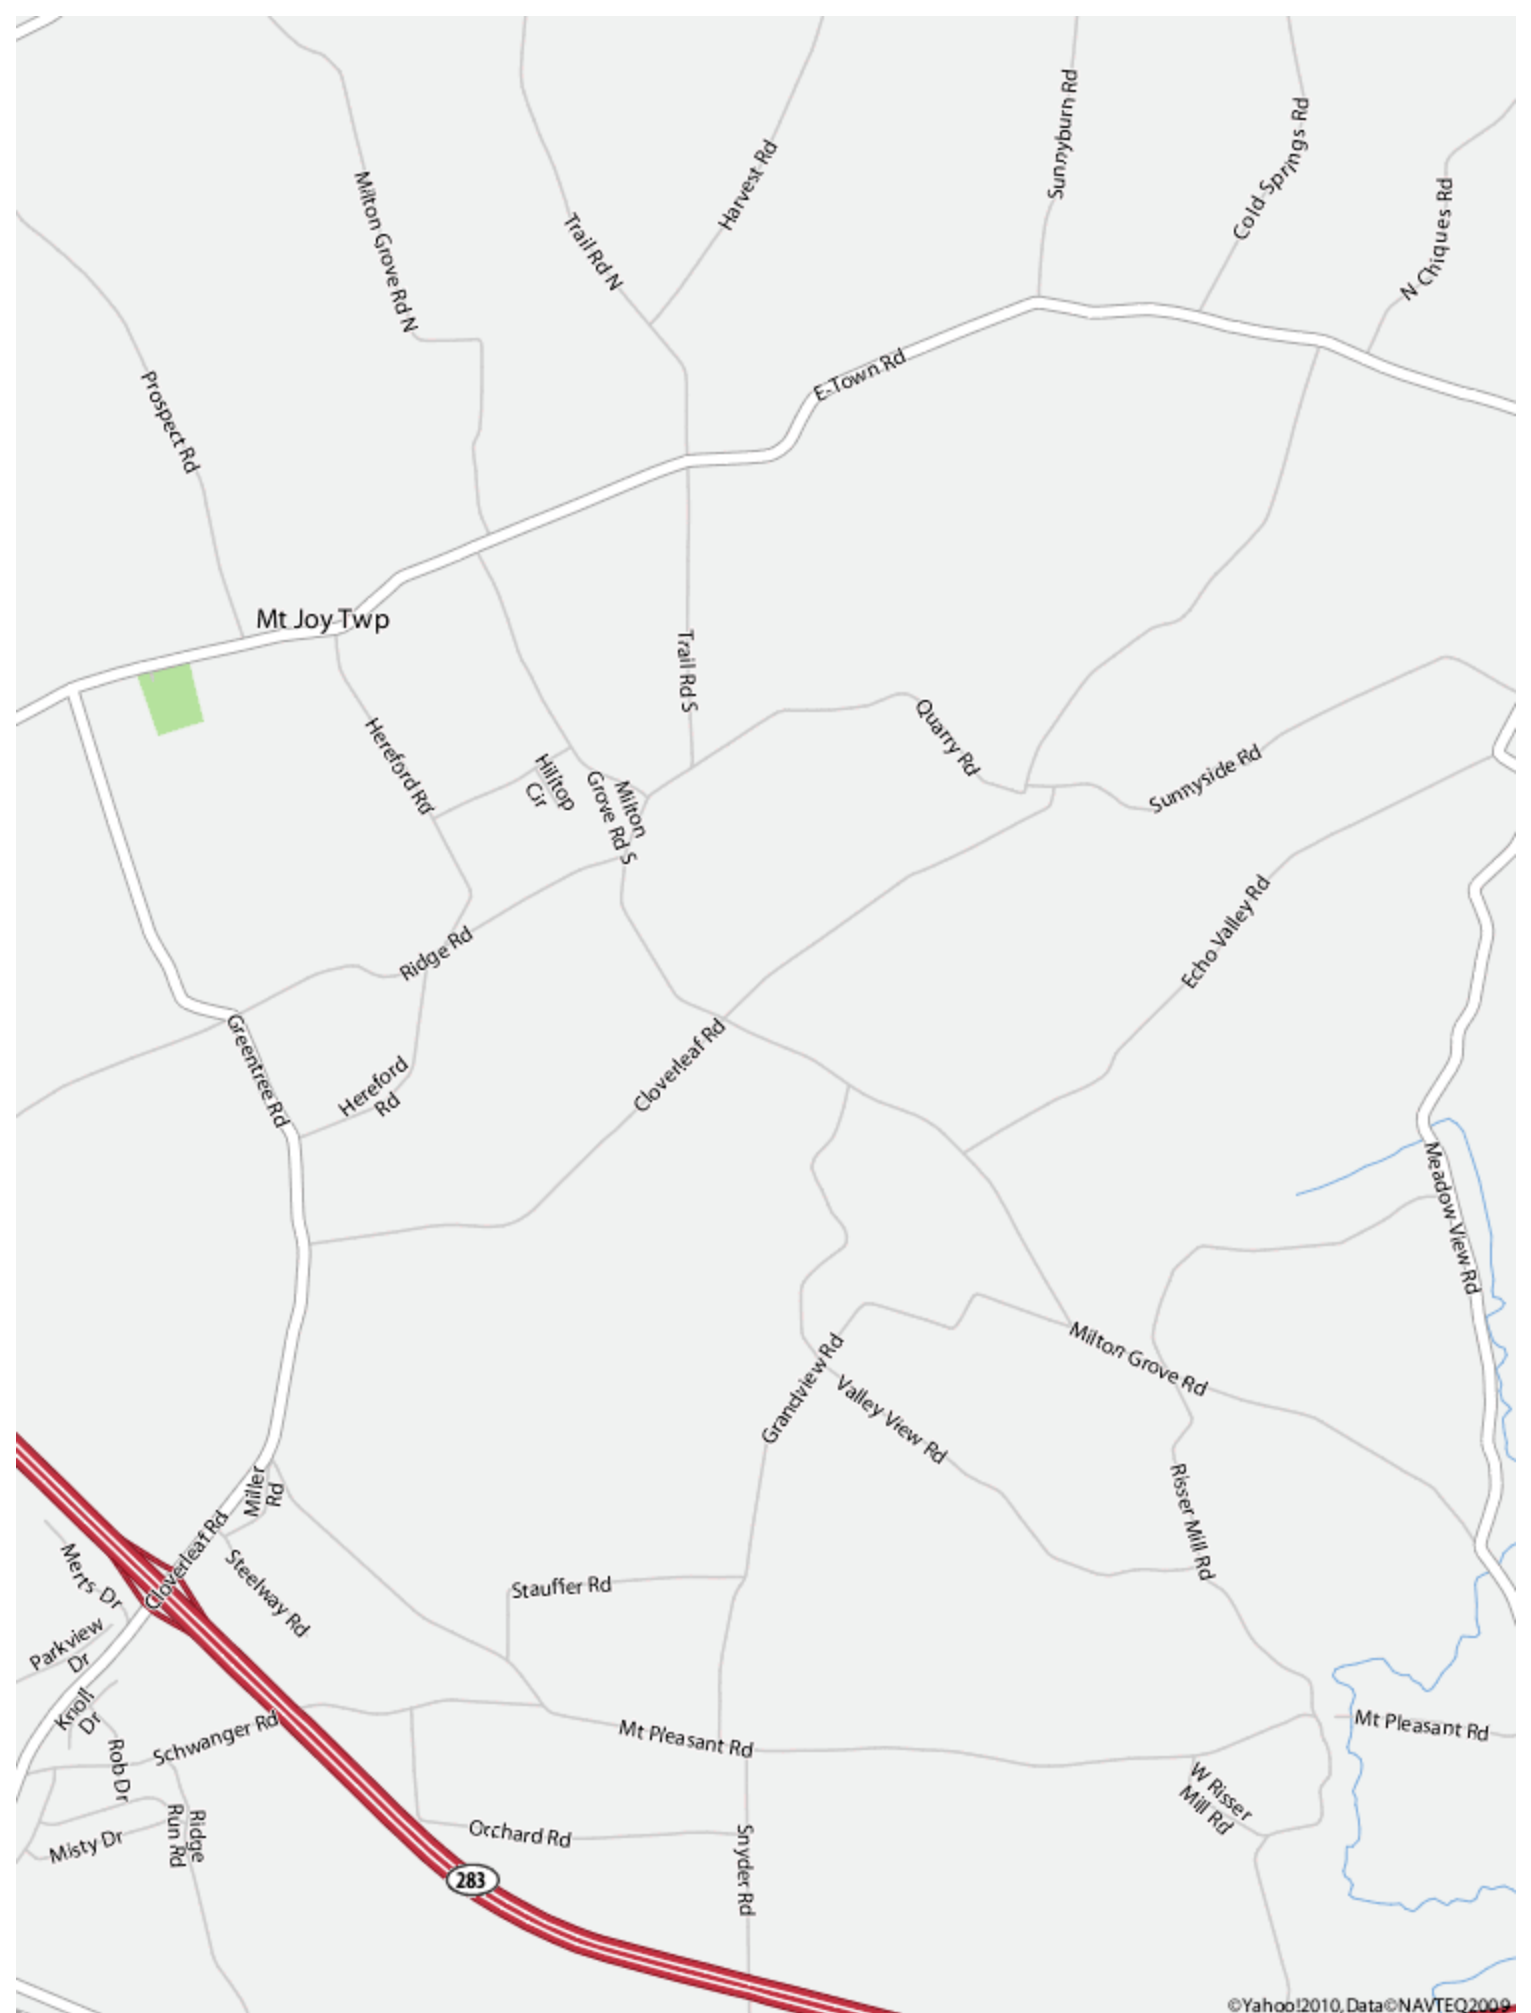 Sunnyburn Rd
Cold Springs Rd
Harvest Rd
Milton Grove Rd N
N Chiques Rd
Trail Rd N
E Town Rd
Prospect Rd
Mt Joy Twp
Trail Rd S
Quarry Rd
Hereford Rd
Sunnyside Rd
Hilltop
Cir
Milton
Grove Rd S
Echo Valley Rd
Ridge Rd
Greentree Rd
Cloverleaf Rd
Hereford
Rd
Meadow View Rd
Milton Grove Rd
Grandview Rd
Valley View Rd
Miller
Rd
Risser Mill Rd
Cloverleaf Rd
Merts Dr
Steelway Rd
Stauffer Rd
Parkview
Dr
Knoll
Dr
Schwanger Rd
Mt Pleasant Rd
Mt Pleasant Rd
Rob Dr
W Risser
Mill Rd
Ridge
Run Rd
Misty Dr
Orchard Rd
Snyder Rd
283
©Yahoo!2010, Data©NAVTEQ2009